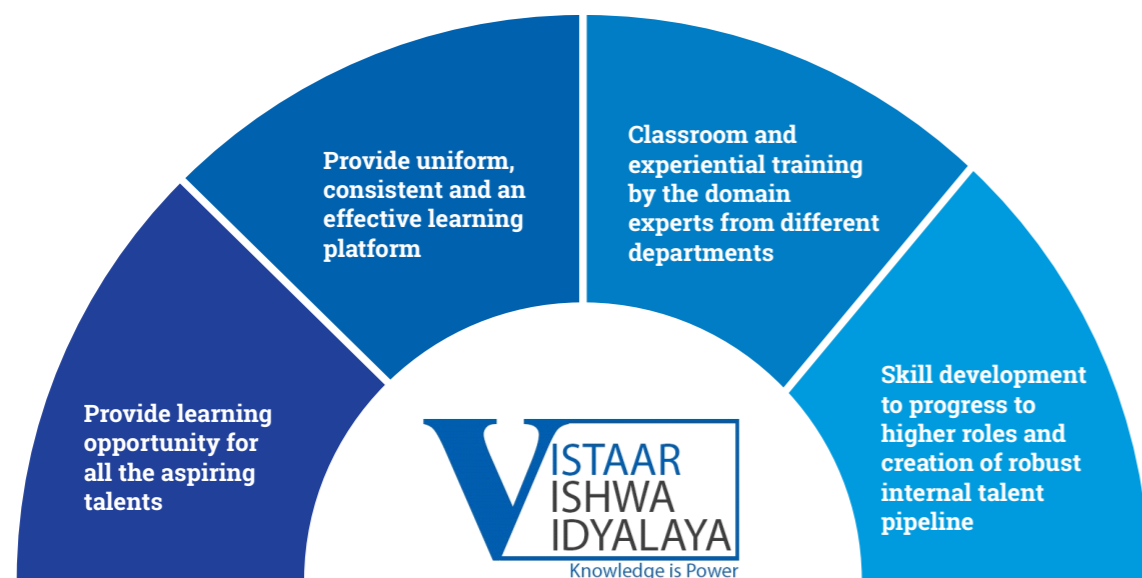 Provide learning
opportunity for
all the aspiring
talents
Provide uniform,
consistent and an
effective learning
platform
Classroom and
experiential training
by the domain
experts from different
departments
Skill development
to progress to
higher roles and
creation of robust
internal talent
pipeline
VISTAAR
ISHWA
IDYALAYA
Knowledge is Power